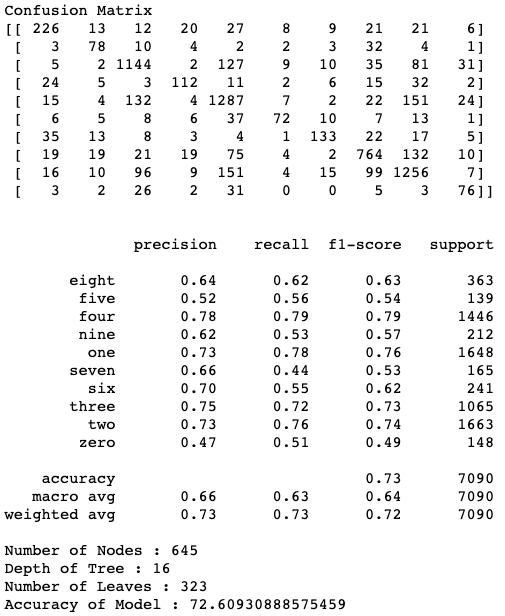 Confusion Matrix
[[ 226 13 12 20 27 8 9 21 21 6]
[ 3 78 10 4 2 2 3 32 4 1]
[ 5 2 1144 2 127 9 10 35 81 31]
[ 24 5 3 112 11 2 6 15 32 2]
[ 15 4 132 4 1287 7 2 22 151 24]
[ 6 5 8 6 37 72 10 7 13 1]
[ 35 13 8 3 4 1 133 22 17 5]
[ 19 19 21 19 75 4 2 764 132 10]
[ 16 10 96 9 151 4 15 99 1256 7]
[ 3 2 26 2 31 0 0 5 3 76]]
precision recall f1-score support
eight 0.64 0.62 0.63 363
five 0.52 0.56 0.54 139
four 0.78 0.79 0.79 1446
nine 0.62 0.53 0.57 212
one 0.73 0.78 0.76 1648
seven 0.66 0.44 0.53 165
six 0.70 0.55 0.62 241
three 0.75 0.72 0.73 1065
two 0.73 0.76 0.74 1663
zero 0.47 0.51 0.49 148
accuracy 0.73 7090
macro avg 0.66 0.63 0.64 7090
weighted avg 0.73 0.73 0.72 7090
Number of Nodes : 645
Depth of Tree : 16
Number of Leaves : 323
Accuracy of Model : 72.60930888575459